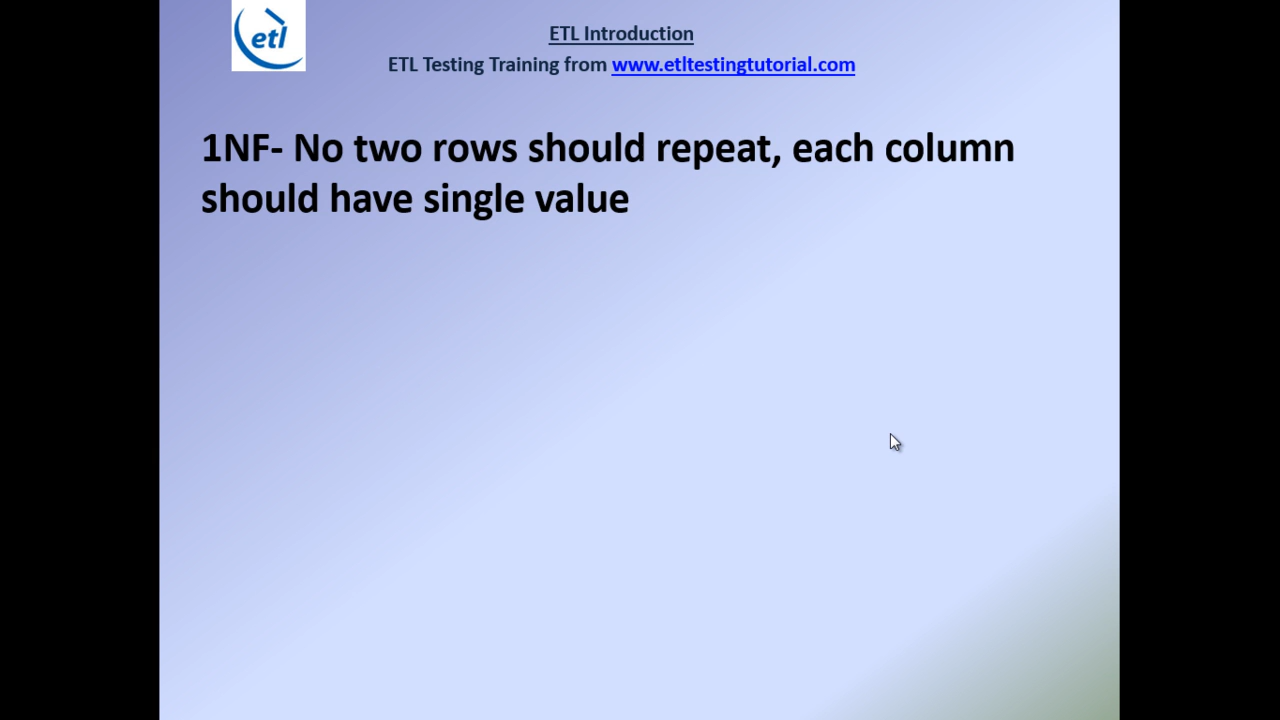 etl
ETL Introduction
ETL Testing Training from www.etltestingtutorial.com
1NF- No two rows should repeat, each column
should have single value